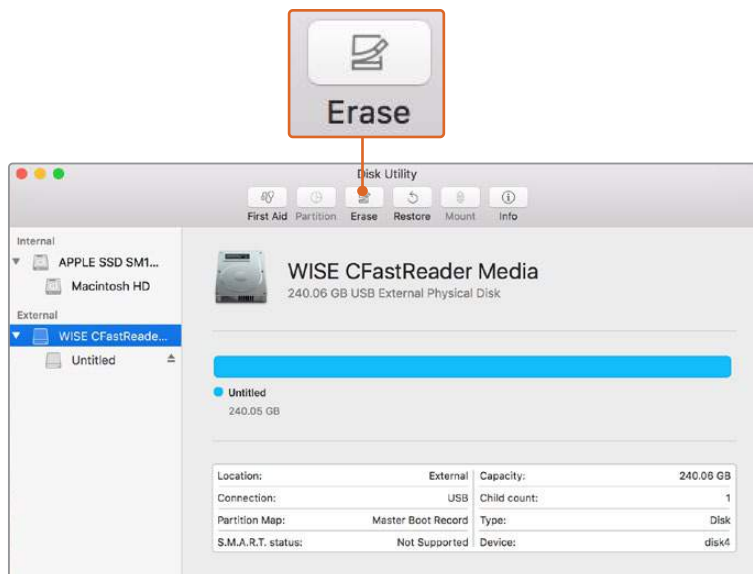 Erase
Disk Utility
First Aid Partition Erase Restore Mount Info
Internal
APPLE SSD SM1...
Macintosh HD
External
WISE CFastReade...
Untitled
WISE CFastReader Media
240.06 GB USB External Physical Disk
Untitled
240.05 GB
Location: External Capacity: 240.06 GB
Connection: USB Child count: 1
Partition Map: Master Boot Record Type: Disk
S.M.A.R.T. status: Not Supported Device: disk4